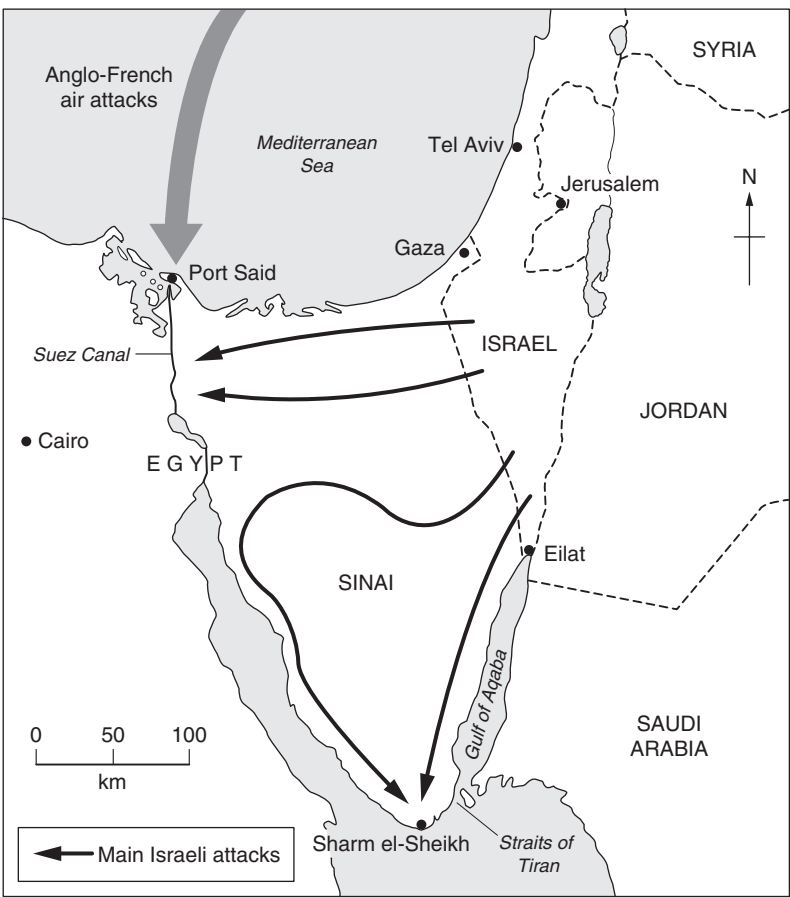 SYRIA
Anglo-French
air attacks
Mediterranean
Sea
Tel Aviv
Jerusalem
N
Gaza
Port Said
Suez Canal
ISRAEL
JORDAN
Cairo
EGYPT
Eilat
SINAI
Gulf of Aqaba
SAUDI
ARABIA
0 50 100
km
Sharm el-Sheikh
Straits of
Tiran
Main Israeli attacks